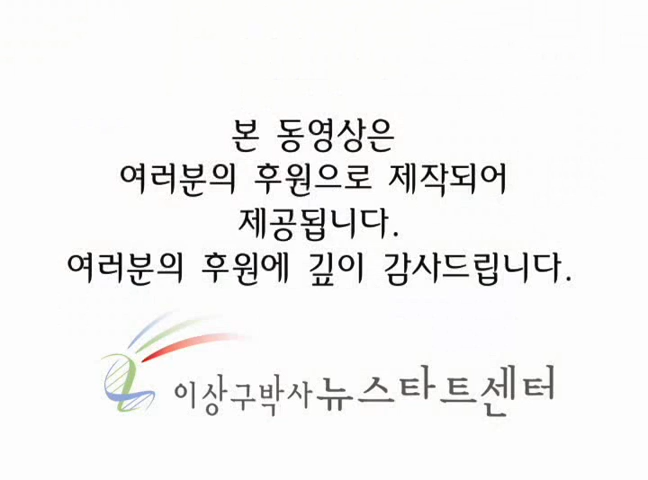 본 동영상은
여러분의 후원으로 제작되어
제공됩니다.
여러분의 후원에 깊이 감사드립니다.
이상구박사뉴스타트센터